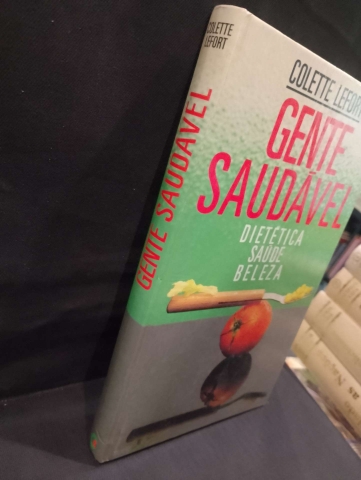 COLETTE
LEFORT
GENTE SAUDÁVEL
COLETTE LEFORT
GENTE
SAUDÁVEL
DIETÉTICA
SAÚDE
BELEZA